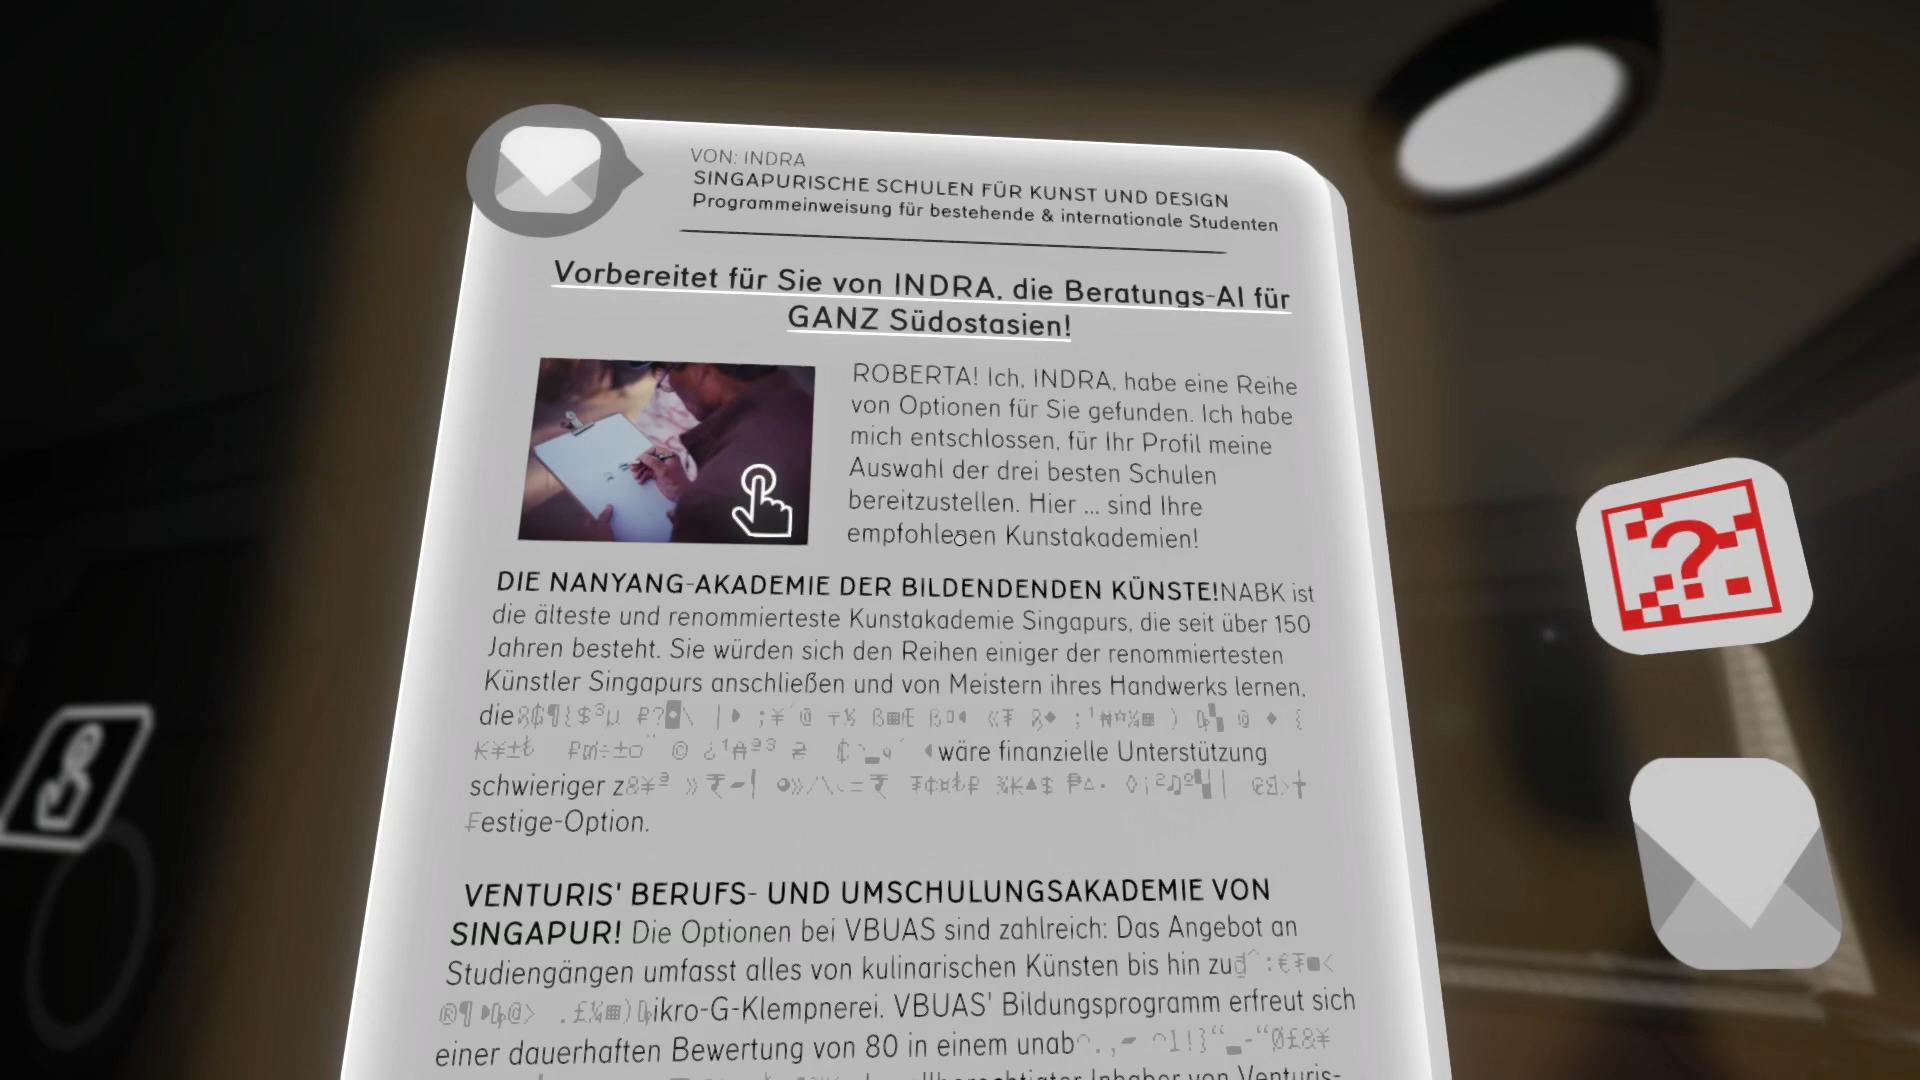 VON: INDRA
SINGAPURISCHE SCHULEN FÜR KUNST UND DESIGN
Programmeinweisung für bestehende & internationale Studenten
Vorbereitet für Sie von INDRA, die Beratungs-AI für
GANZ Südostasien!
ROBERTA! Ich, INDRA, habe eine Reihe
von Optionen für Sie gefunden. Ich habe
mich entschlossen, für Ihr Profil meine
Auswahl der drei besten Schulen
bereitzustellen. Hier ... sind Ihre
empfohlenen Kunstakademien!
DIE NANYANG-AKADEMIE DER BILDENDENDEN KÜNSTE!NABK ist
die älteste und renommierteste Kunstakademie Singapurs, die seit über 150
Jahren besteht. Sie würden sich den Reihen einiger der renommiertesten
Künstler Singapurs anschließen und von Meistern ihres Handwerks lernen,
die
wäre finanzielle Unterstützung
schwieriger z
estige-Option.
VENTURIS' BERUFS- UND UMSCHULUNGSAKADEMIE VON
SINGAPUR! Die Optionen bei VBUAS sind zahlreich: Das Angebot an
Studiengängen umfasst alles von kulinarischen Künsten bis hin zu
ikro-G-Klempnerei. VBUAS' Bildungsprogramm erfreut sich
einer dauerhaften Bewertung von 80 in einem unab
Inhaber von Venturis-
?